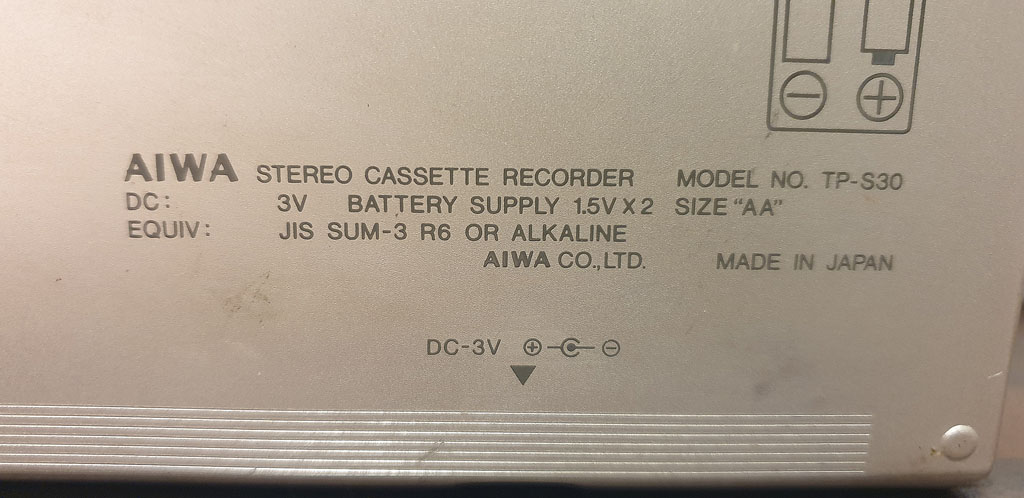 AIWA STEREO CASSETTE RECORDER MODEL NO. TP-S30
DC: 3V BATTERY SUPPLY 1.5V X 2 SIZE "AA"
EQUIV: JIS SUM-3 R6 OR ALKALINE
AIWA CO.,LTD. MADE IN JAPAN
DC-3V